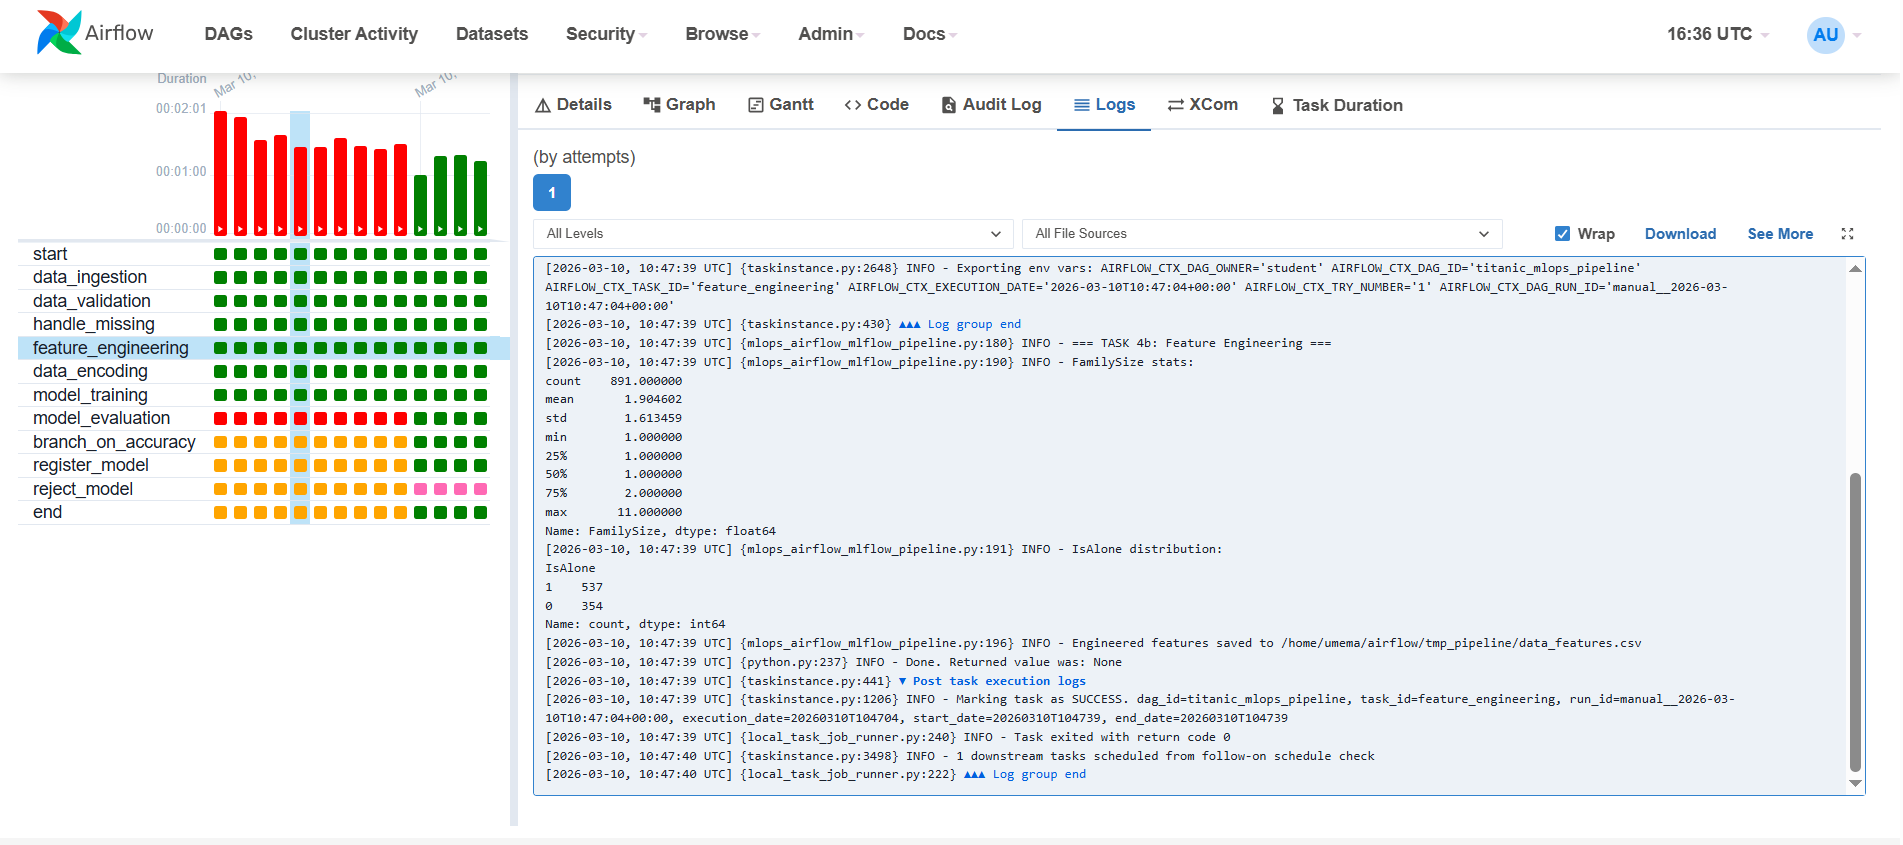 Airflow
DAGs
Cluster Activity
Datasets
Security
Browse
Admin
Docs
16:36 UTC
AU
Duration
Mar 10,
Mar 10,
00:02:01
00:01:00
00:00:00
start
data_ingestion
data_validation
handle_missing
feature_engineering
data_encoding
model_training
model_evaluation
branch_on_accuracy
register_model
reject_model
end
Details
Graph
Gantt
<> Code
Audit Log
Logs
XCom
Task Duration
(by attempts)
1
All Levels
All File Sources
Wrap
Download
See More
[2026-03-10, 10:47:39 UTC] {taskinstance.py:2648} INFO - Exporting env vars: AIRFLOW_CTX_DAG_OWNER='student' AIRFLOW_CTX_DAG_ID='titanic_mlops_pipeline'
AIRFLOW_CTX_TASK_ID='feature_engineering' AIRFLOW_CTX_EXECUTION_DATE='2026-03-10T10:47:04+00:00' AIRFLOW_CTX_TRY_NUMBER='1' AIRFLOW_CTX_DAG_RUN_ID='manual__2026-03-
10T10:47:04+00:00'
[2026-03-10, 10:47:39 UTC] {taskinstance.py:430} ▲▲▲ Log group end
[2026-03-10, 10:47:39 UTC] {mlops_airflow_mlflow_pipeline.py:180} INFO - === TASK 4b: Feature Engineering ===
[2026-03-10, 10:47:39 UTC] {mlops_airflow_mlflow_pipeline.py:190} INFO - FamilySize stats:
count    891.000000
mean       1.904602
std        1.613459
min        1.000000
25%        1.000000
50%        1.000000
75%        2.000000
max       11.000000
Name: FamilySize, dtype: float64
[2026-03-10, 10:47:39 UTC] {mlops_airflow_mlflow_pipeline.py:191} INFO - IsAlone distribution:
IsAlone
1    537
0    354
Name: count, dtype: int64
[2026-03-10, 10:47:39 UTC] {mlops_airflow_mlflow_pipeline.py:196} INFO - Engineered features saved to /home/umema/airflow/tmp_pipeline/data_features.csv
[2026-03-10, 10:47:39 UTC] {python.py:237} INFO - Done. Returned value was: None
[2026-03-10, 10:47:39 UTC] {taskinstance.py:441} ▼ Post task execution logs
[2026-03-10, 10:47:39 UTC] {taskinstance.py:1206} INFO - Marking task as SUCCESS. dag_id=titanic_mlops_pipeline, task_id=feature_engineering, run_id=manual__2026-03-
10T10:47:04+00:00, execution_date=20260310T104704, start_date=20260310T104739, end_date=20260310T104739
[2026-03-10, 10:47:39 UTC] {local_task_job_runner.py:240} INFO - Task exited with return code 0
[2026-03-10, 10:47:40 UTC] {taskinstance.py:3498} INFO - 1 downstream tasks scheduled from follow-on schedule check
[2026-03-10, 10:47:40 UTC] {local_task_job_runner.py:222} ▲▲▲ Log group end